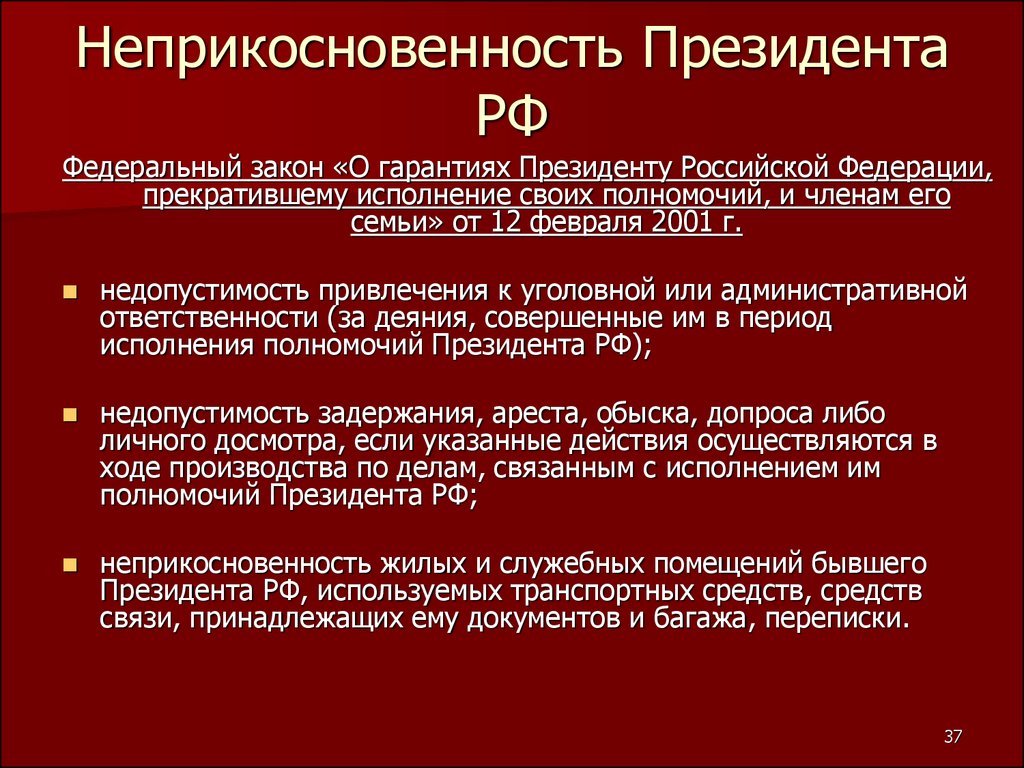 Неприкосновенность Президента
РФ
Федеральный закон «О гарантиях Президенту Российской Федерации,
прекратившему исполнение своих полномочий, и членам его
семьи» от 12 февраля 2001 г.
недопустимость привлечения к уголовной или административной
ответственности (за деяния, совершенные им в период
исполнения полномочий Президента РФ);
недопустимость задержания, ареста, обыска, допроса либо
личного досмотра, если указанные действия осуществляются в
ходе производства по делам, связанным с исполнением им
полномочий Президента РФ;
неприкосновенность жилых и служебных помещений бывшего
Президента РФ, используемых транспортных средств, средств
связи, принадлежащих ему документов и багажа, переписки.
37